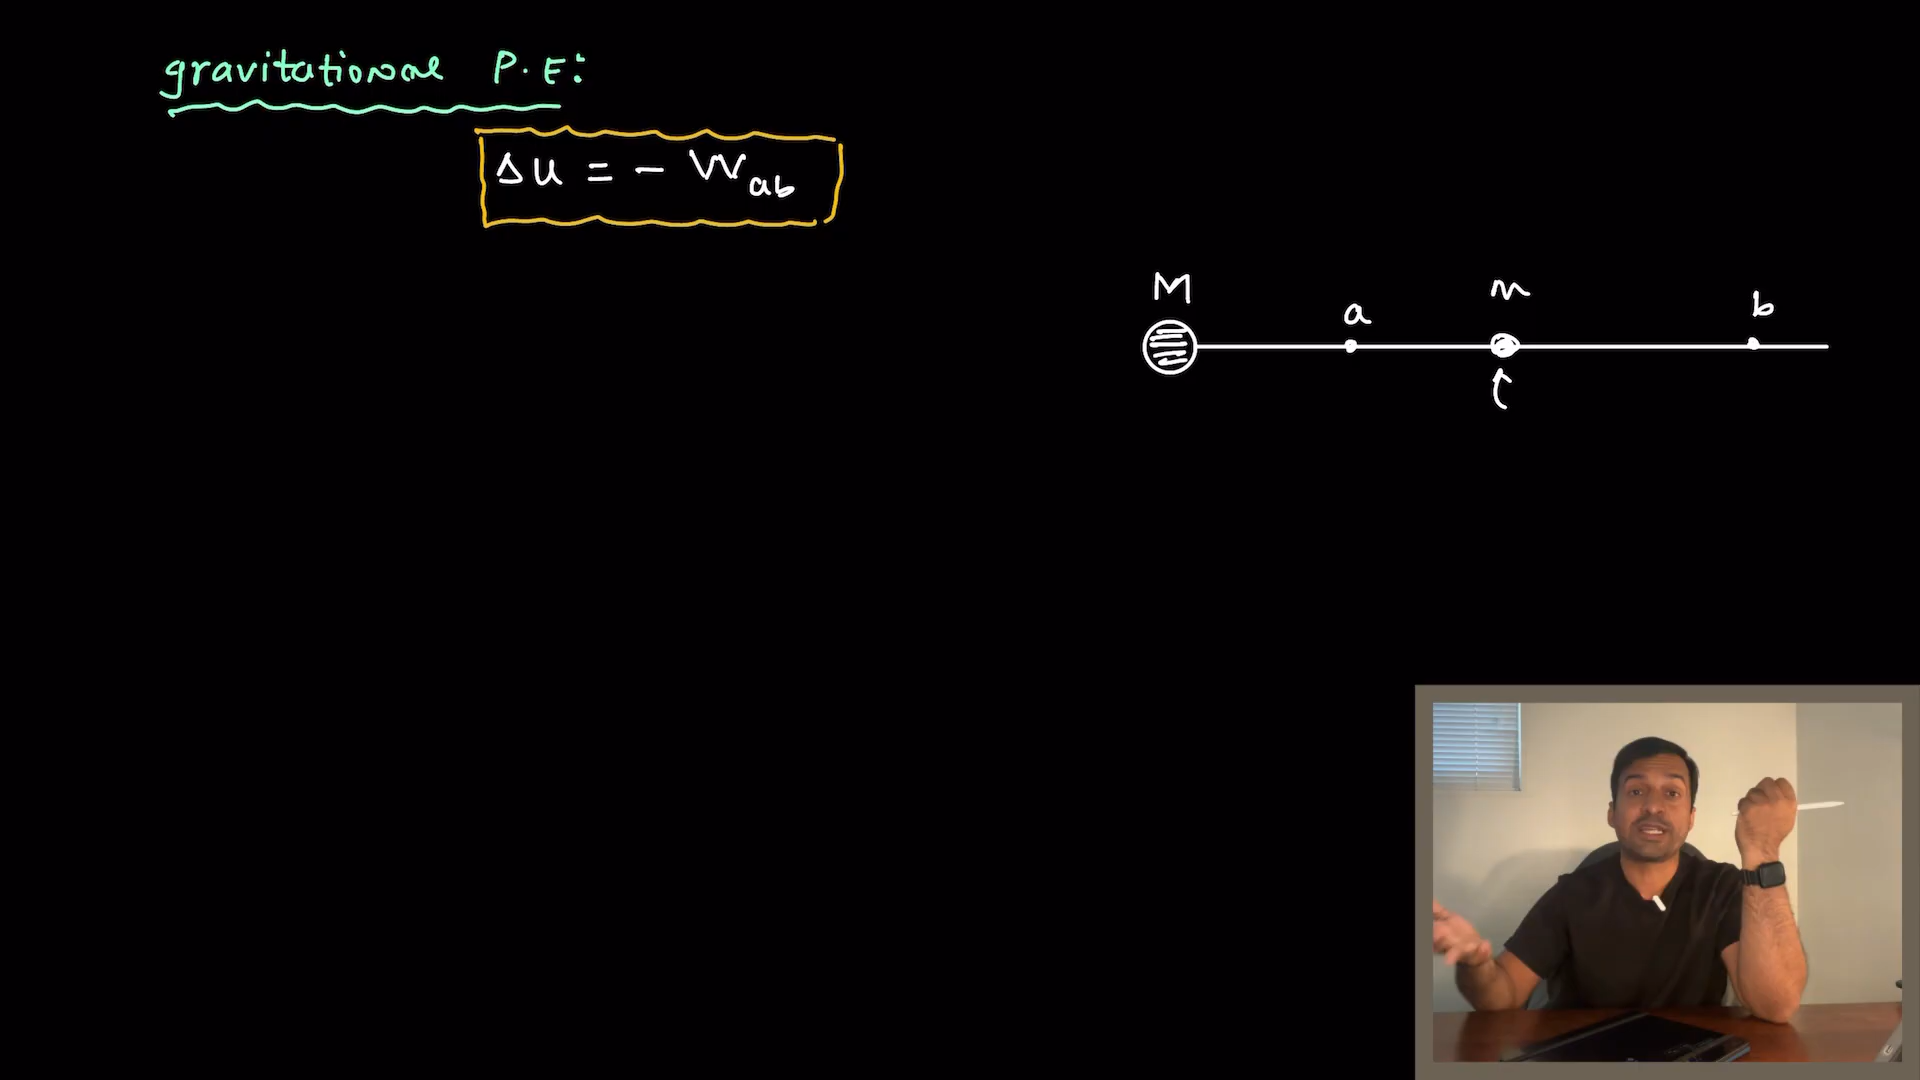 gravitational P.E:
ΔU = - W_ab
M a m b